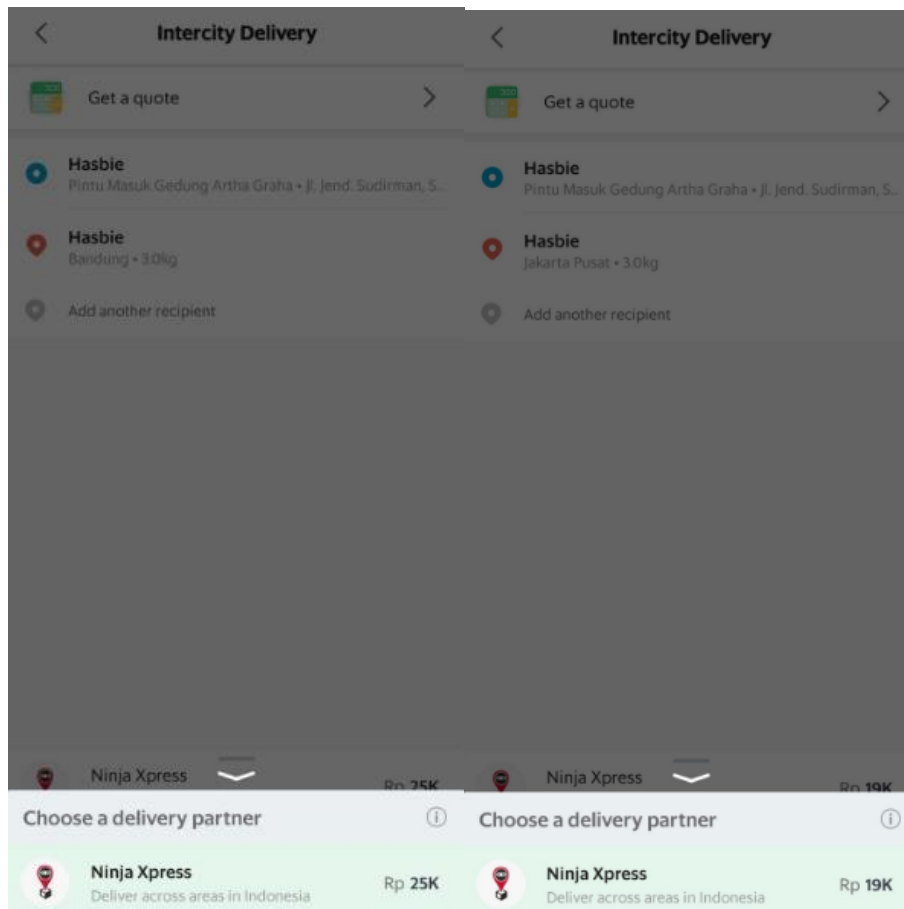 Intercity Delivery
Get a quote
Hasbie
Pintu Masuk Gedung Artha Graha • Jl. Jend. Sudirman, S...
Hasbie
Bandung • 3.0kg
Add another recipient
Ninja Xpress
Rp 25K
Choose a delivery partner
Ninja Xpress
Deliver across areas in Indonesia
Rp 25K
Intercity Delivery
Get a quote
Hasbie
Pintu Masuk Gedung Artha Graha • Jl. Jend. Sudirman, S...
Hasbie
Jakarta Pusat • 3.0kg
Add another recipient
Ninja Xpress
Rp 19K
Choose a delivery partner
Ninja Xpress
Deliver across areas in Indonesia
Rp 19K